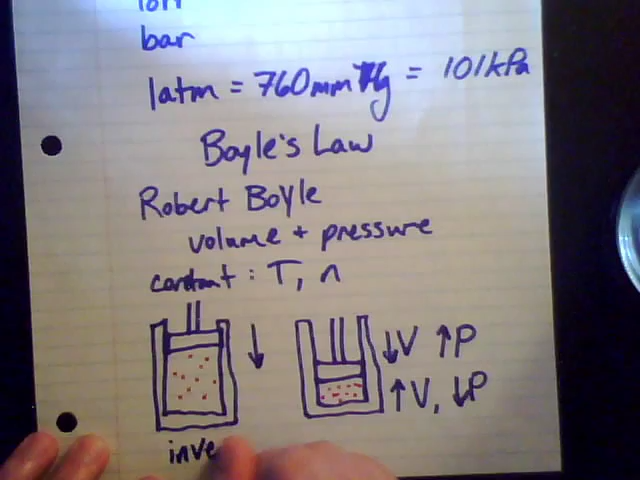 bar
1atm = 760mmHg = 101kPa
Boyle's Law
Robert Boyle
volume + pressure
constant : T, n
↓ ↓V ↑P
↑V, ↓P
inve